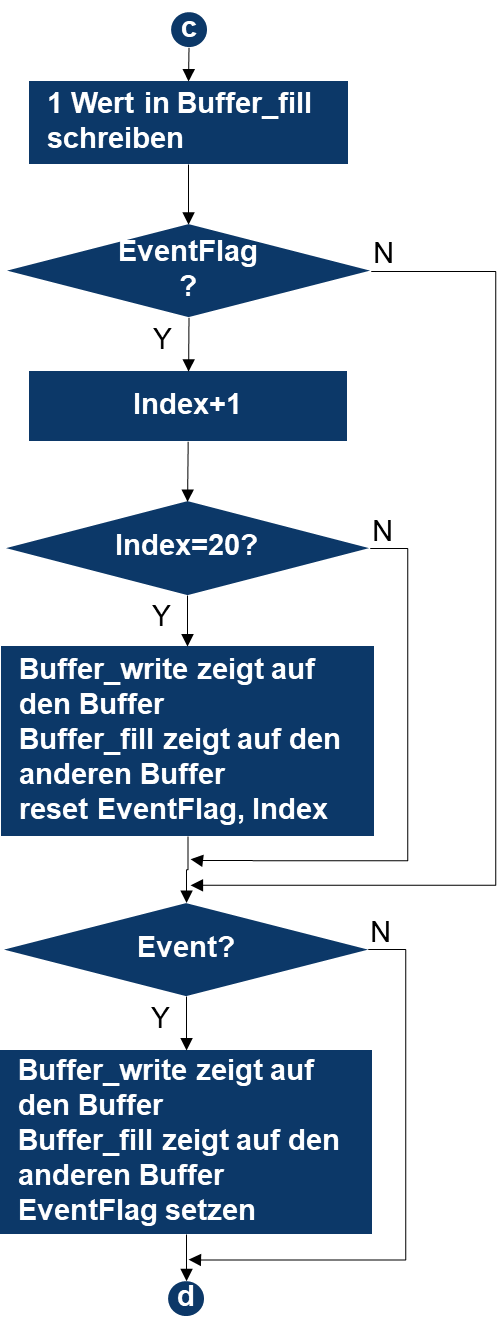 c
1 Wert in Buffer_fill
schreiben
EventFlag
?
N
Y
Index+1
Index=20?
N
Y
Buffer_write zeigt auf
den Buffer
Buffer_fill zeigt auf den
anderen Buffer
reset EventFlag, Index
Event?
N
Y
Buffer_write zeigt auf
den Buffer
Buffer_fill zeigt auf den
anderen Buffer
EventFlag setzen
d